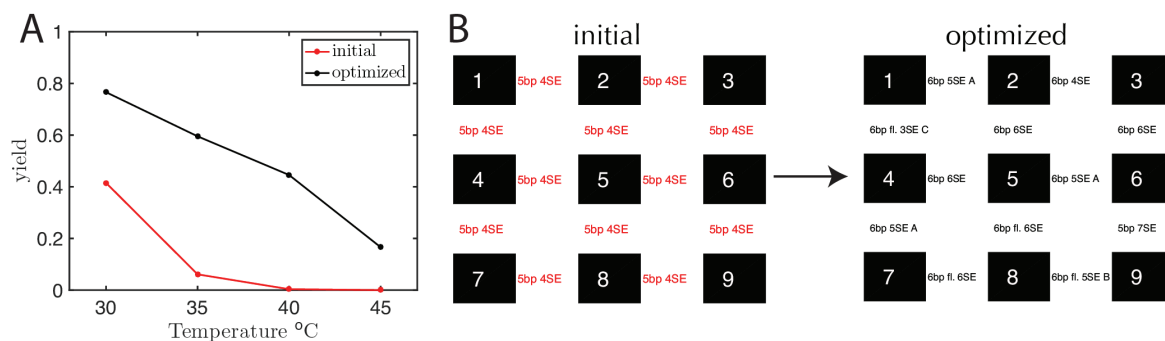 A
yield
1
0.8
0.6
0.4
0.2
0
30 35 40 45
Temperature °C
initial
optimized
B
initial
1 5bp 4SE 2 5bp 4SE 3
5bp 4SE 5bp 4SE 5bp 4SE
4 5bp 4SE 5 5bp 4SE 6
5bp 4SE 5bp 4SE 5bp 4SE
7 5bp 4SE 8 5bp 4SE 9
optimized
1 6bp 5SE A 2 6bp 4SE 3
6bp fl. 3SE C 6bp 6SE 6bp 6SE
4 6bp 6SE 5 6bp 5SE A 6
6bp 5SE A 6bp fl. 6SE 5bp 7SE
7 6bp fl. 6SE 8 6bp fl. 5SE B 9